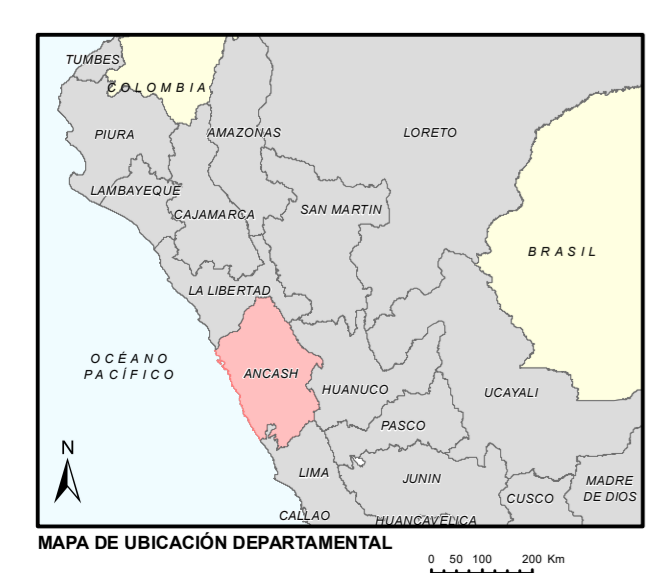 TUMBES
COLOMBIA
PIURA
AMAZONAS
LORETO
LAMBAYEQUE
CAJAMARCA
SAN MARTIN
BRASIL
LA LIBERTAD
OCÉANO
PACÍFICO
ANCASH
HUANUCO
UCAYALI
PASCO
N
LIMA
JUNIN
MADRE
DE DIOS
CUSCO
CALLAO
HUANCAVELICA
MAPA DE UBICACIÓN DEPARTAMENTAL
0 50 100 200 Km